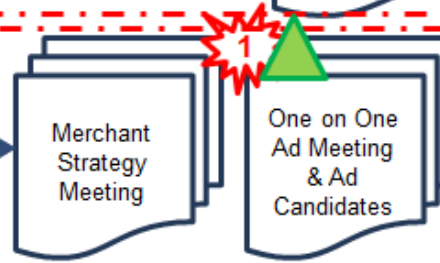 1
Merchant
Strategy
Meeting
One on One
Ad Meeting
& Ad
Candidates